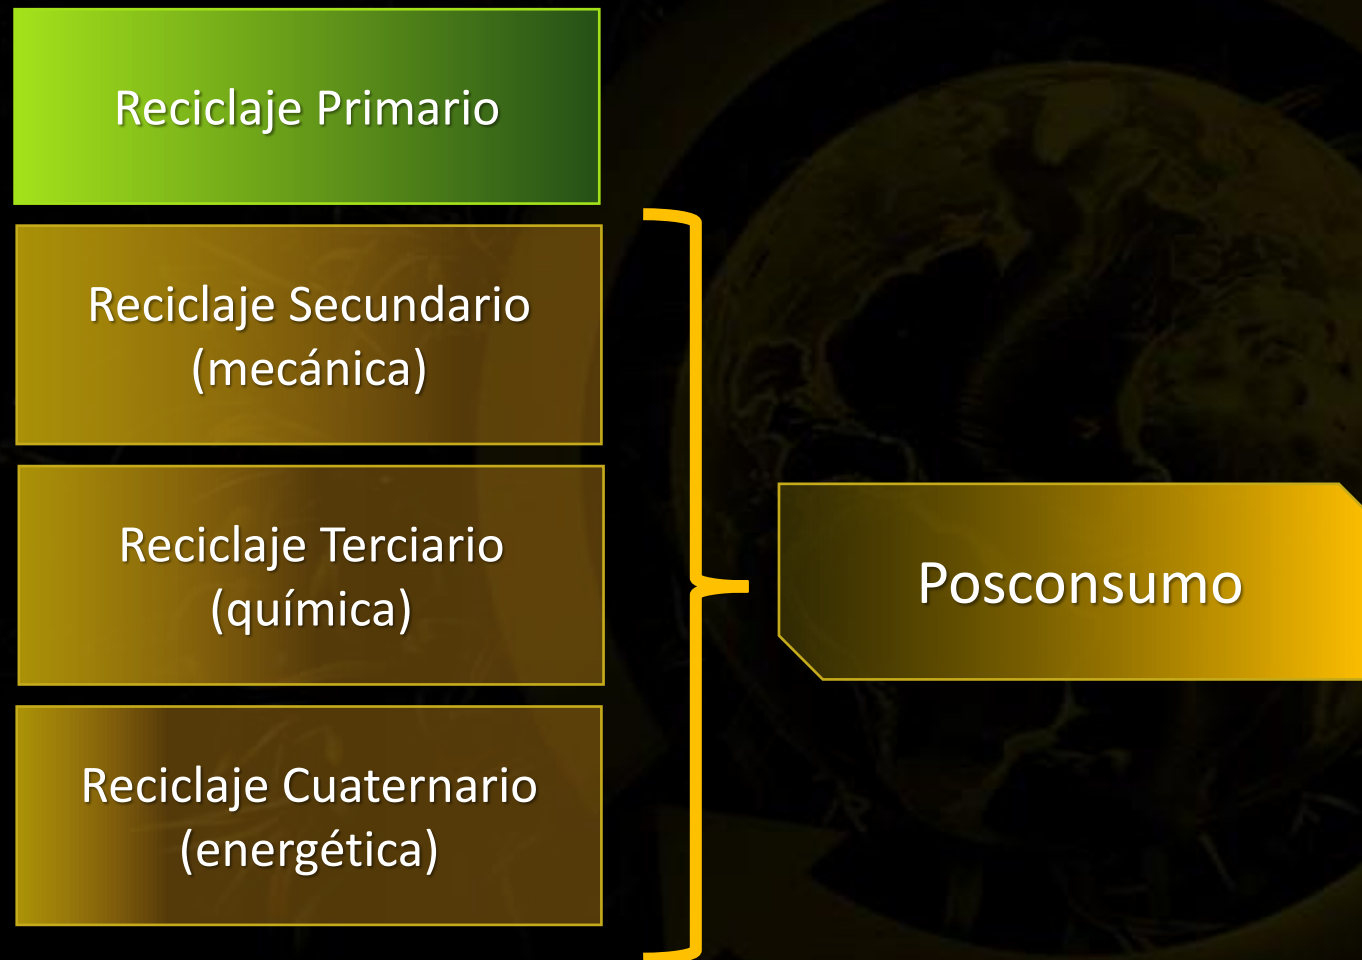 Reciclaje Primario
Reciclaje Secundario
(mecánica)
Reciclaje Terciario
(química)
Reciclaje Cuaternario
(energética)
Posconsumo